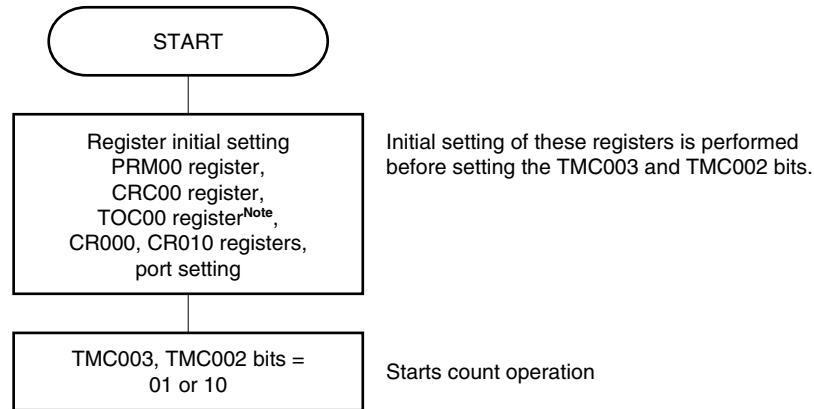 START
Register initial setting
PRM00 register,
CRC00 register,
TOC00 registerNote,
CR000, CR010 registers,
port setting
Initial setting of these registers is performed
before setting the TMC003 and TMC002 bits.
TMC003, TMC002 bits =
01 or 10
Starts count operation